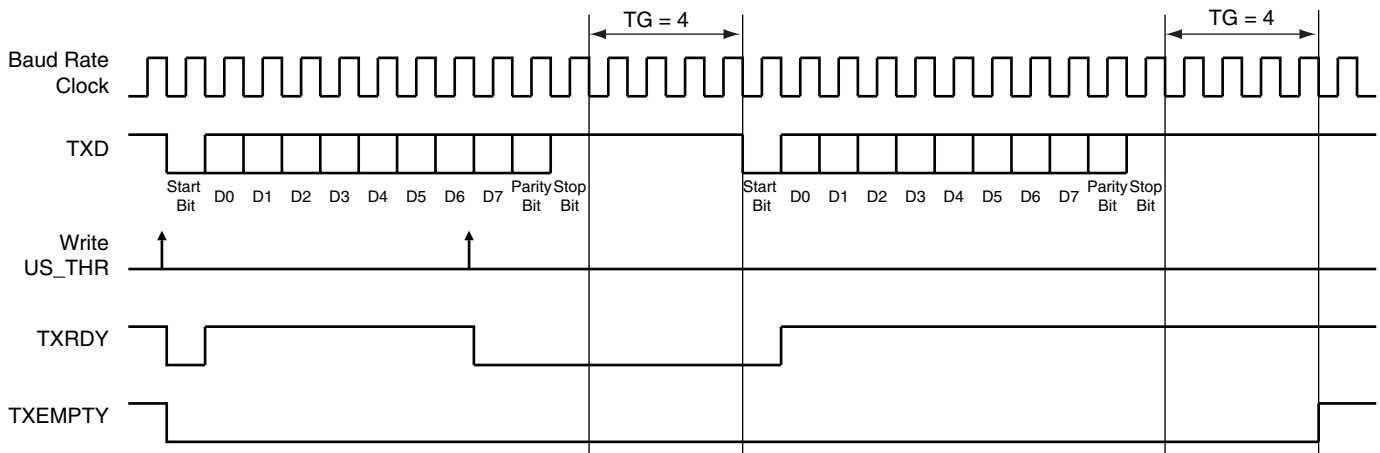 TG = 4
TG = 4
Baud Rate
Clock
TXD
Start
Bit
D0 D1 D2 D3 D4 D5 D6 D7
Parity
Bit
Stop
Bit
Start
Bit
D0 D1 D2 D3 D4 D5 D6 D7
Parity
Bit
Stop
Bit
Write
US_THR
TXRDY
TXEMPTY